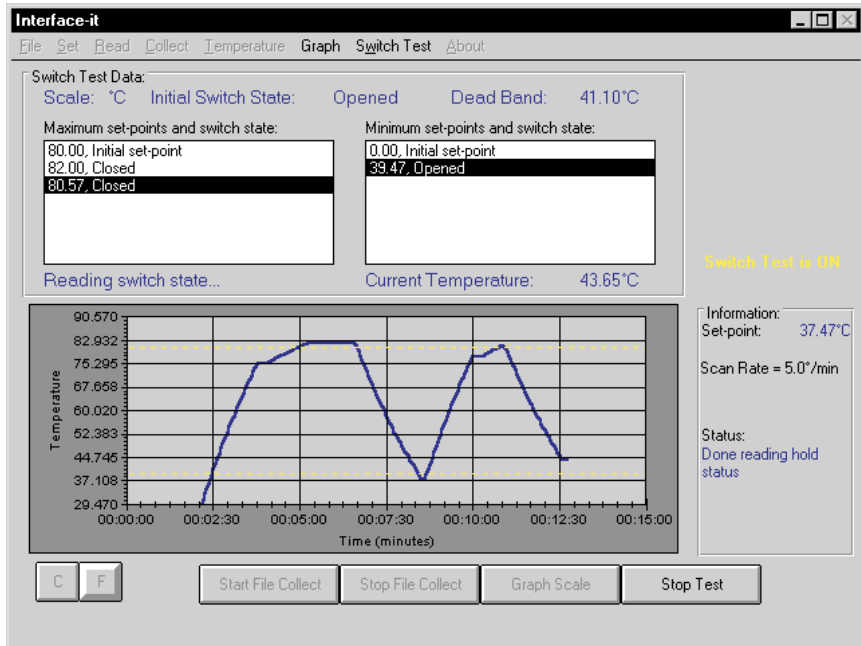 Interface-it
File Set Read Collect Temperature Graph Switch Test About
Switch Test Data:
Scale: °C Initial Switch State: Opened Dead Band: 41.10°C
Maximum set-points and switch state:
80.00, Initial set-point
82.00, Closed
80.57, Closed
Minimum set-points and switch state:
0.00, Initial set-point
39.47, Opened
Reading switch state...
Current Temperature: 43.65°C
Switch Test is ON
90.570
82.932
75.295
67.658
60.020
52.383
44.745
37.108
29.470
Temperature
00:00:00 00:02:30 00:05:00 00:07:30 00:10:00 00:12:30 00:15:00
Time (minutes)
Information:
Set-point: 37.47°C
Scan Rate = 5.0°/min
Status:
Done reading hold
status
C F Start File Collect Stop File Collect Graph Scale Stop Test